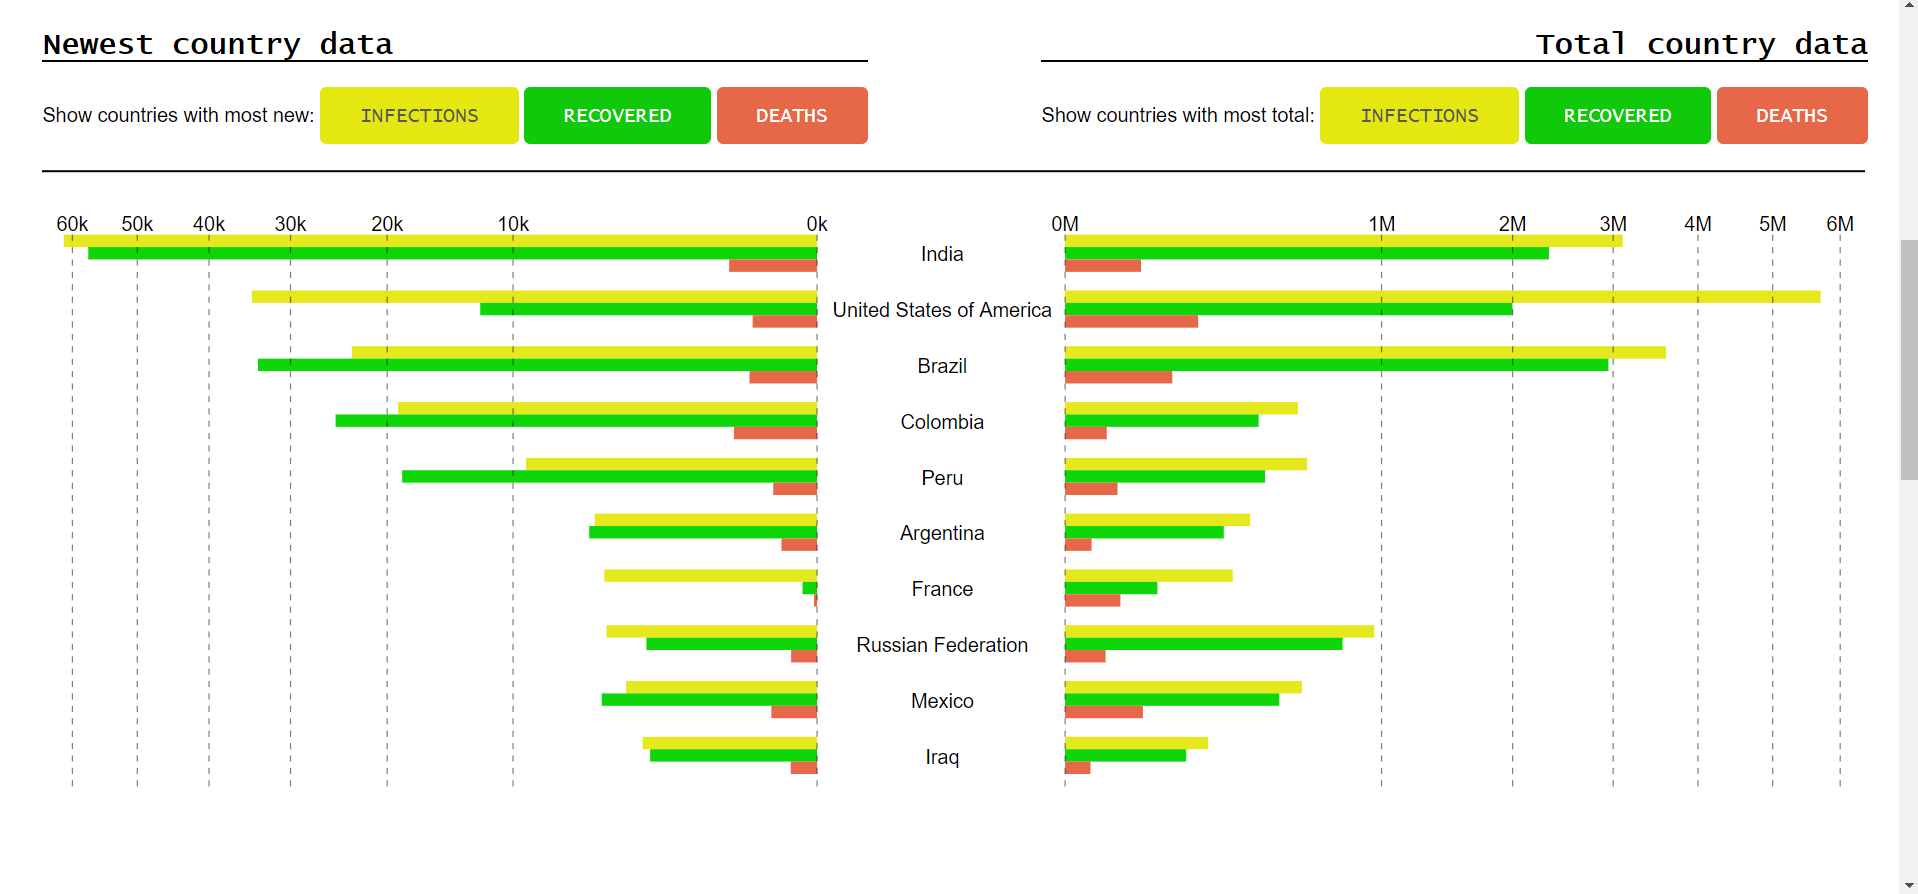 Newest country data
Total country data
Show countries with most new: INFECTIONS RECOVERED DEATHS
Show countries with most total: INFECTIONS RECOVERED DEATHS
60k 50k 40k 30k 20k 10k 0k
0M 1M 2M 3M 4M 5M 6M
India
United States of America
Brazil
Colombia
Peru
Argentina
France
Russian Federation
Mexico
Iraq